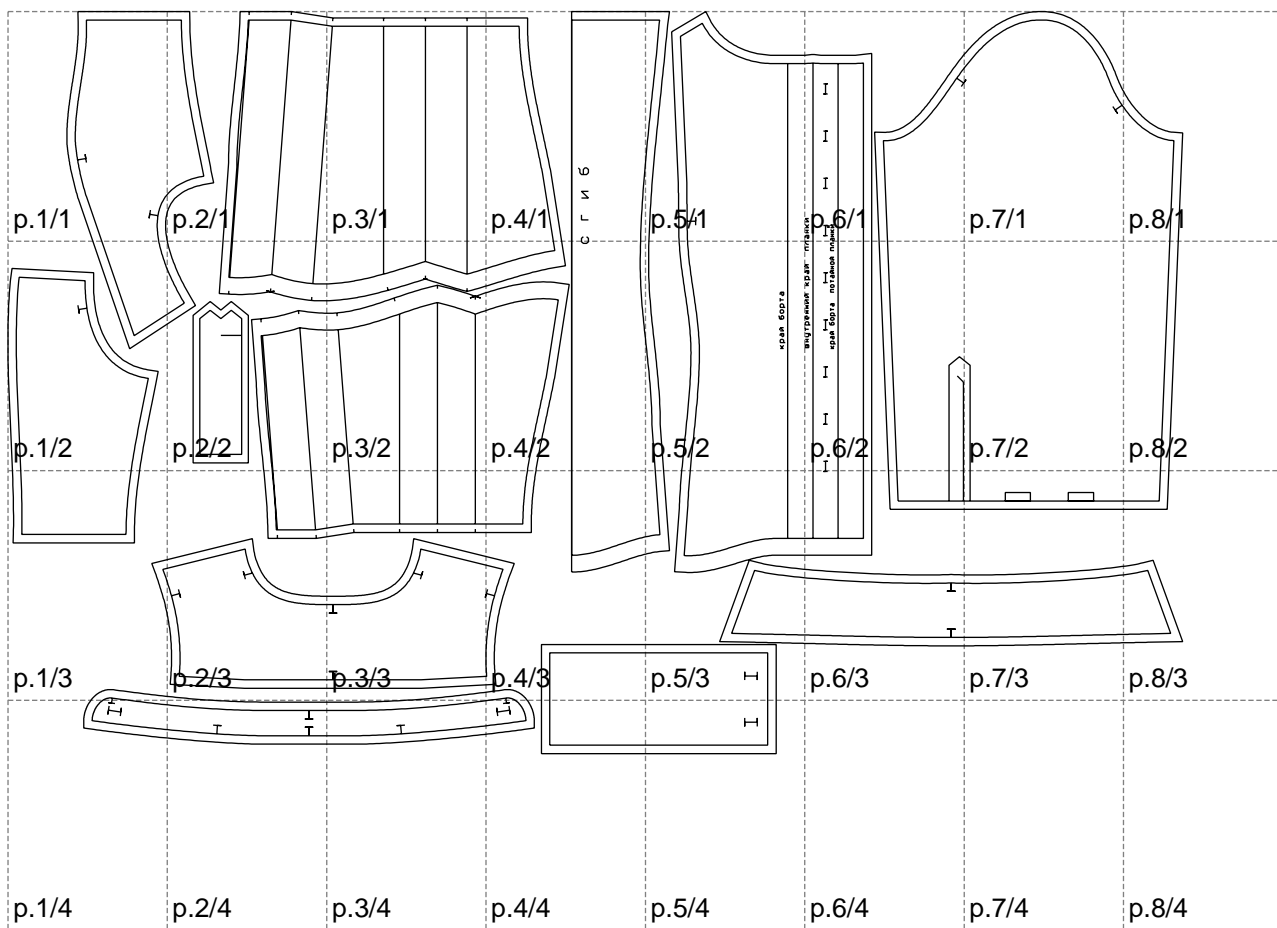 СГИБ
край борта
внутренний край планки
край борта потайной планки
p.1/1 p.2/1 p.3/1 p.4/1 p.5/1 p.6/1 p.7/1 p.8/1
p.1/2 p.2/2 p.3/2 p.4/2 p.5/2 p.6/2 p.7/2 p.8/2
p.1/3 p.2/3 p.3/3 p.4/3 p.5/3 p.6/3 p.7/3 p.8/3
p.1/4 p.2/4 p.3/4 p.4/4 p.5/4 p.6/4 p.7/4 p.8/4